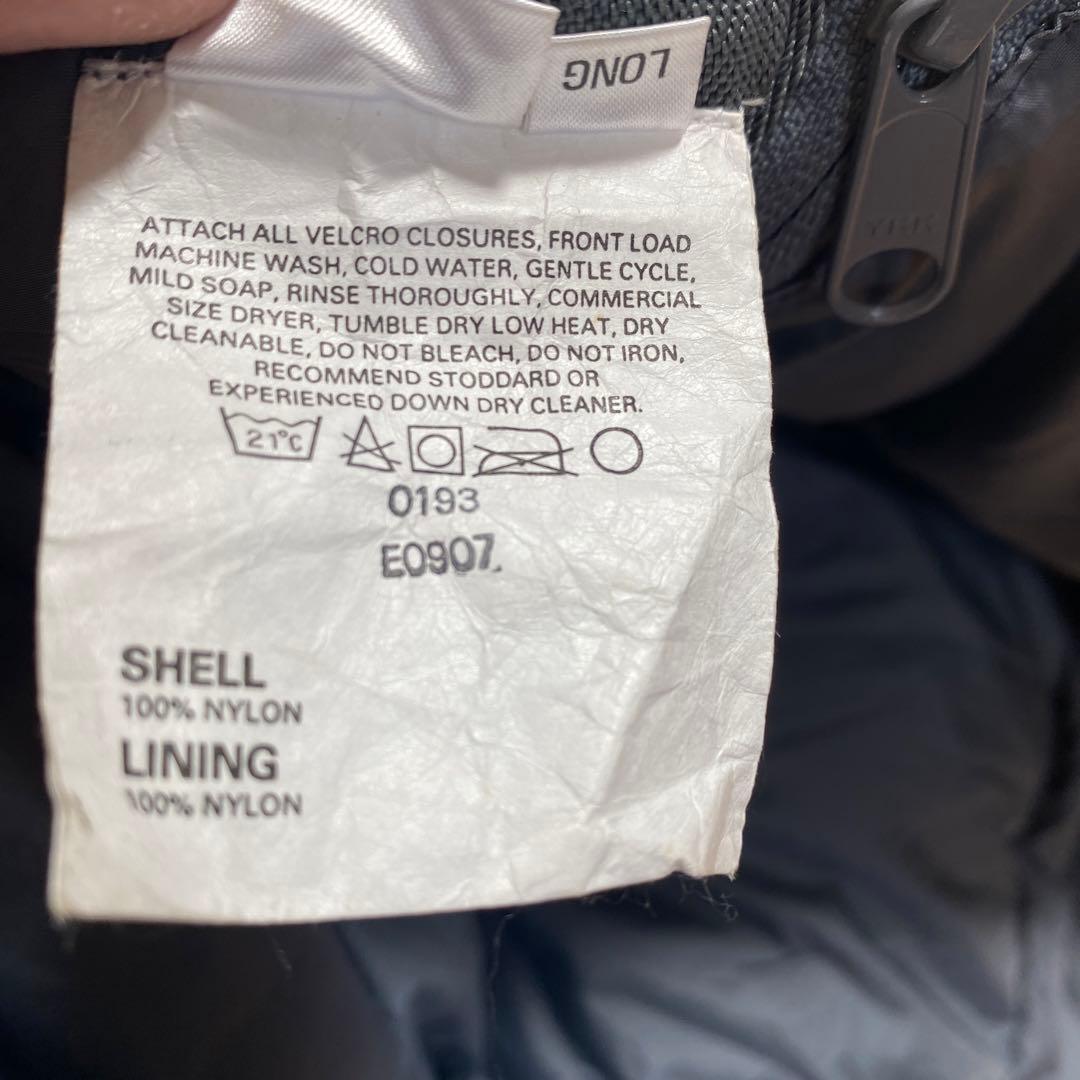 LONG
YKK
ATTACH ALL VELCRO CLOSURES, FRONT LOAD
MACHINE WASH, COLD WATER, GENTLE CYCLE,
MILD SOAP, RINSE THOROUGHLY, COMMERCIAL
SIZE DRYER, TUMBLE DRY LOW HEAT, DRY
CLEANABLE, DO NOT BLEACH, DO NOT IRON,
RECOMMEND STODDARD OR
EXPERIENCED DOWN DRY CLEANER.
21°C
0193
E0907.
SHELL
100% NYLON
LINING
100% NYLON